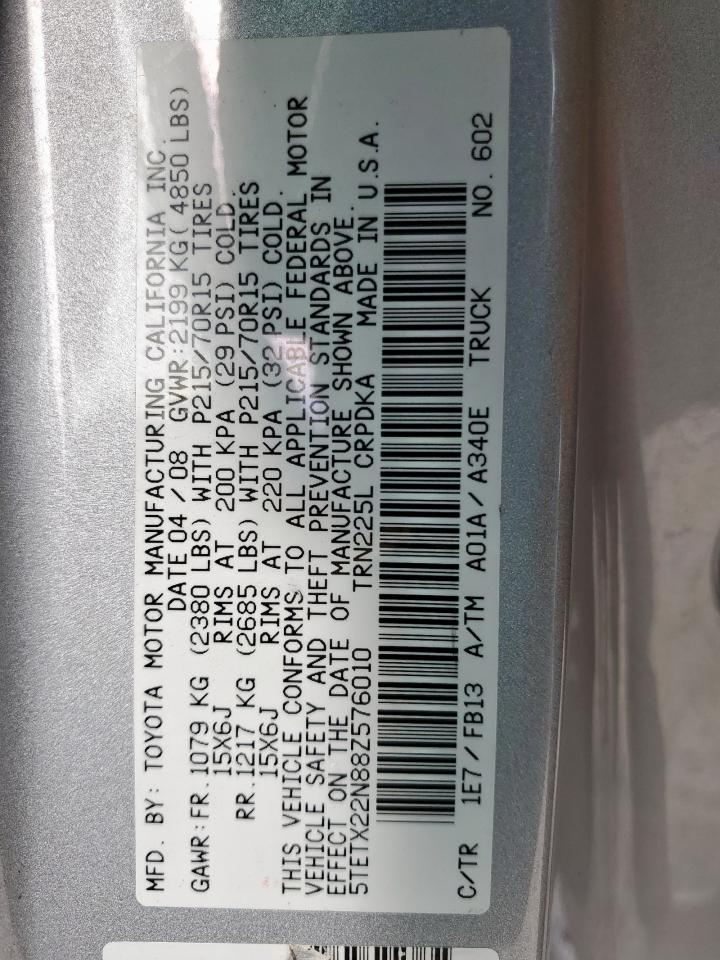 MFD. BY: TOYOTA MOTOR MANUFACTURING CALIFORNIA INC.
DATE 04 / 08 GVWR:2199 KG( 4850 LBS)
GAWR:FR.1079 KG (2380 LBS) WITH P215/70R15 TIRES
15X6J RIMS AT 200 KPA (29 PSI) COLD.
RR.1217 KG (2685 LBS) WITH P215/70R15 TIRES
15X6J RIMS AT 220 KPA (32 PSI) COLD.
THIS VEHICLE CONFORMS TO ALL APPLICABLE FEDERAL MOTOR
VEHICLE SAFETY AND THEFT PREVENTION STANDARDS IN
EFFECT ON THE DATE OF MANUFACTURE SHOWN ABOVE.
5TETX22N88Z576010 TRN225L CRPDKA MADE IN U.S.A.
C/TR 1E7 / FB13 A/TM A01A / A340E TRUCK NO. 602